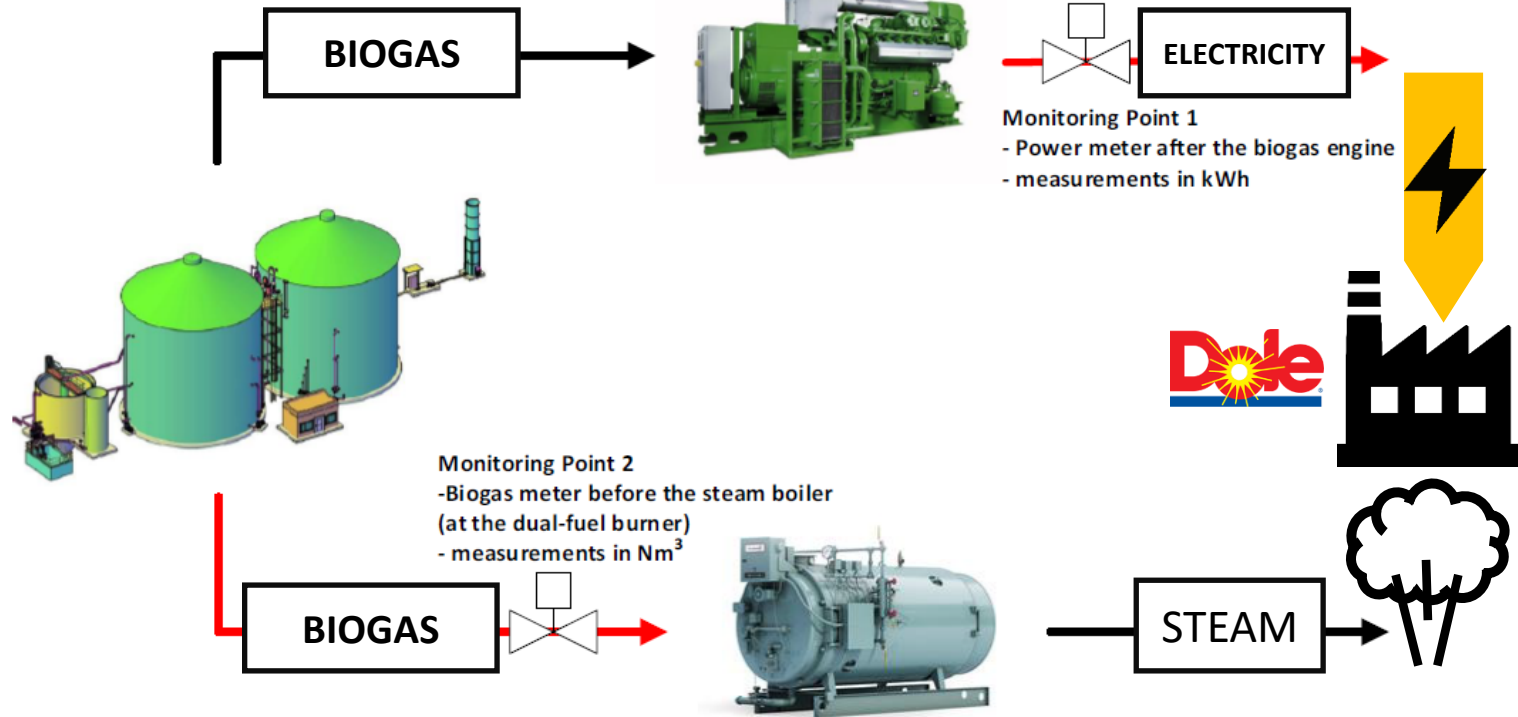 BIOGAS
ELECTRICITY
Monitoring Point 1
- Power meter after the biogas engine
- measurements in kWh
Dole
Monitoring Point 2
-Biogas meter before the steam boiler
(at the dual-fuel burner)
- measurements in Nm³
BIOGAS
STEAM